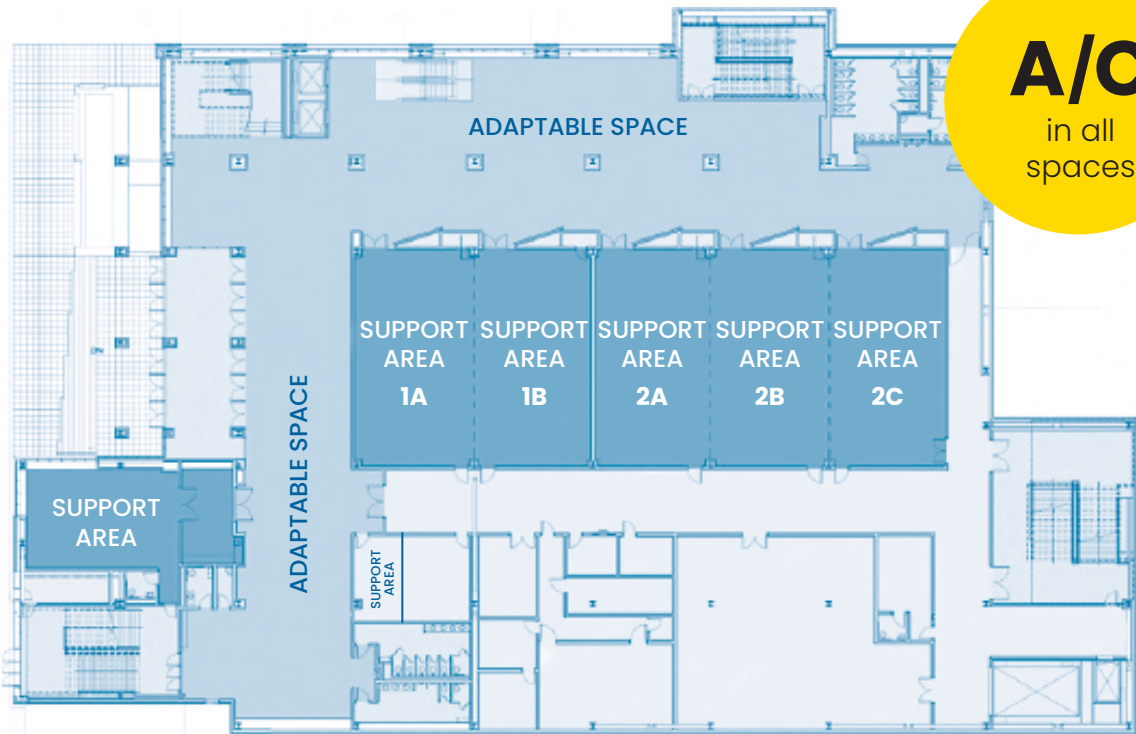 A/C
in all
spaces
ADAPTABLE SPACE
SUPPORT
AREA
1A
SUPPORT
AREA
1B
SUPPORT
AREA
2A
SUPPORT
AREA
2B
SUPPORT
AREA
2C
ADAPTABLE SPACE
SUPPORT
AREA
SUPPORT
AREA